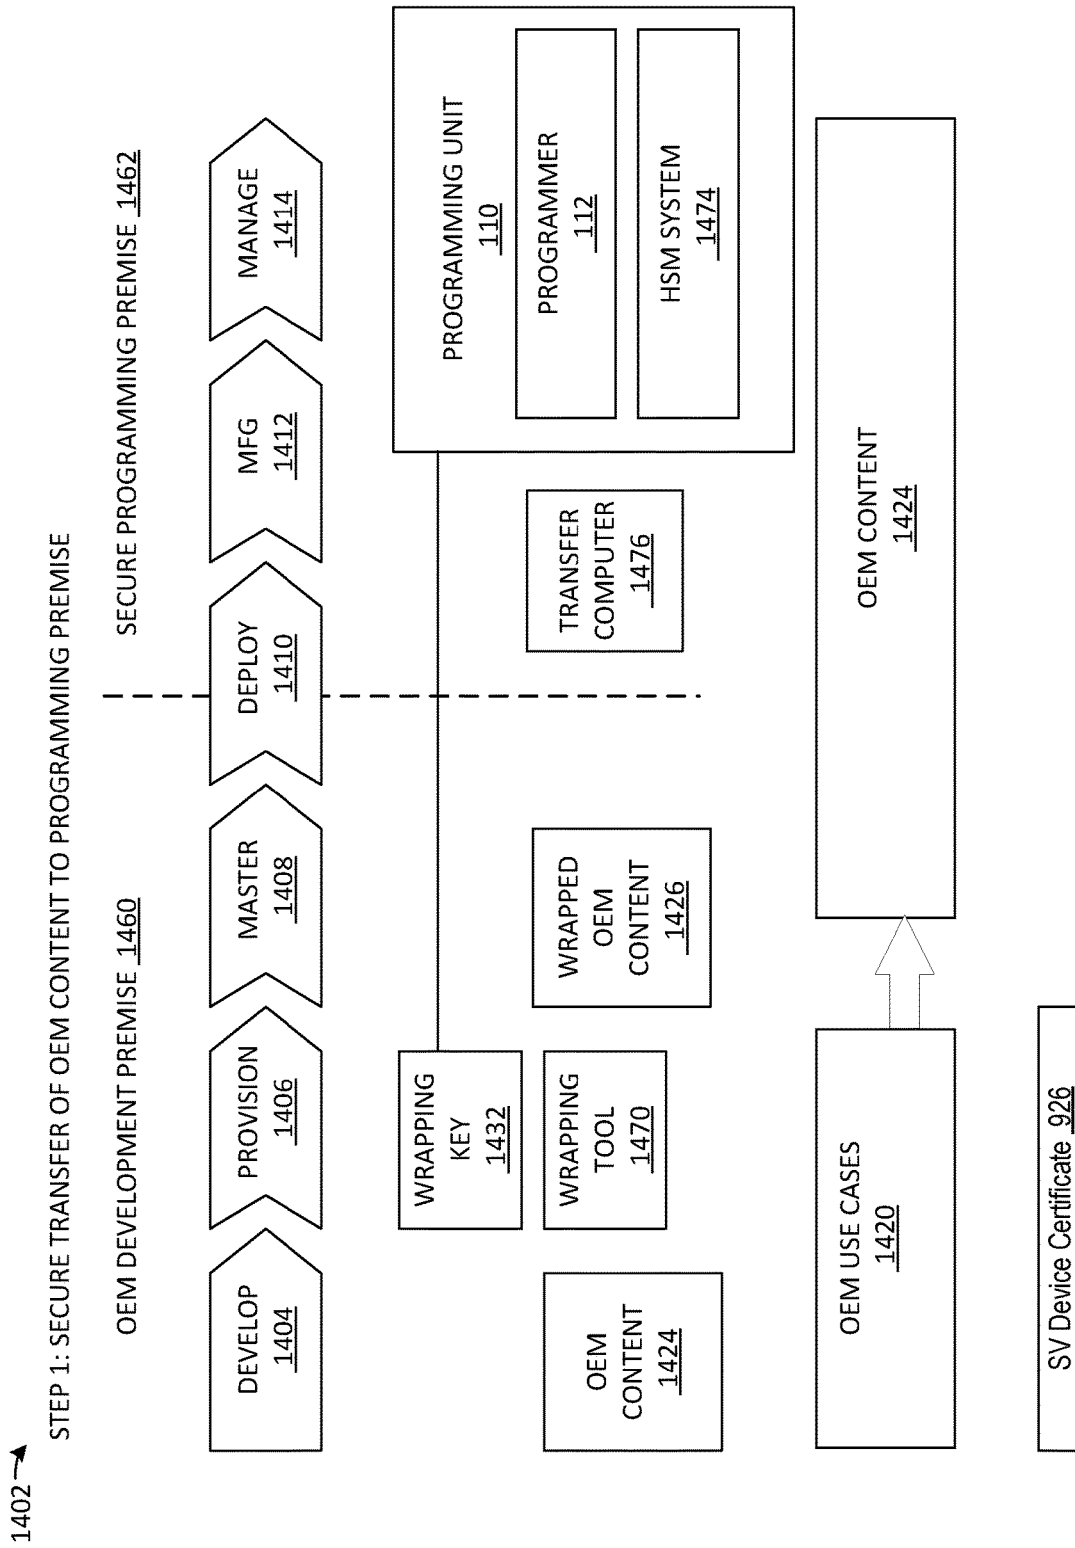 1402
STEP 1: SECURE TRANSFER OF OEM CONTENT TO PROGRAMMING PREMISE
OEM DEVELOPMENT PREMISE 1460
SECURE PROGRAMMING PREMISE 1462
DEVELOP
1404
PROVISION
1406
MASTER
1408
DEPLOY
1410
MFG
1412
MANAGE
1414
WRAPPING
KEY
1432
PROGRAMMING UNIT
110
PROGRAMMER
112
HSM SYSTEM
1474
OEM
CONTENT
1424
WRAPPING
TOOL
1470
WRAPPED
OEM
CONTENT
1426
TRANSFER
COMPUTER
1476
OEM USE CASES
1420
OEM CONTENT
1424
SV Device Certificate 926